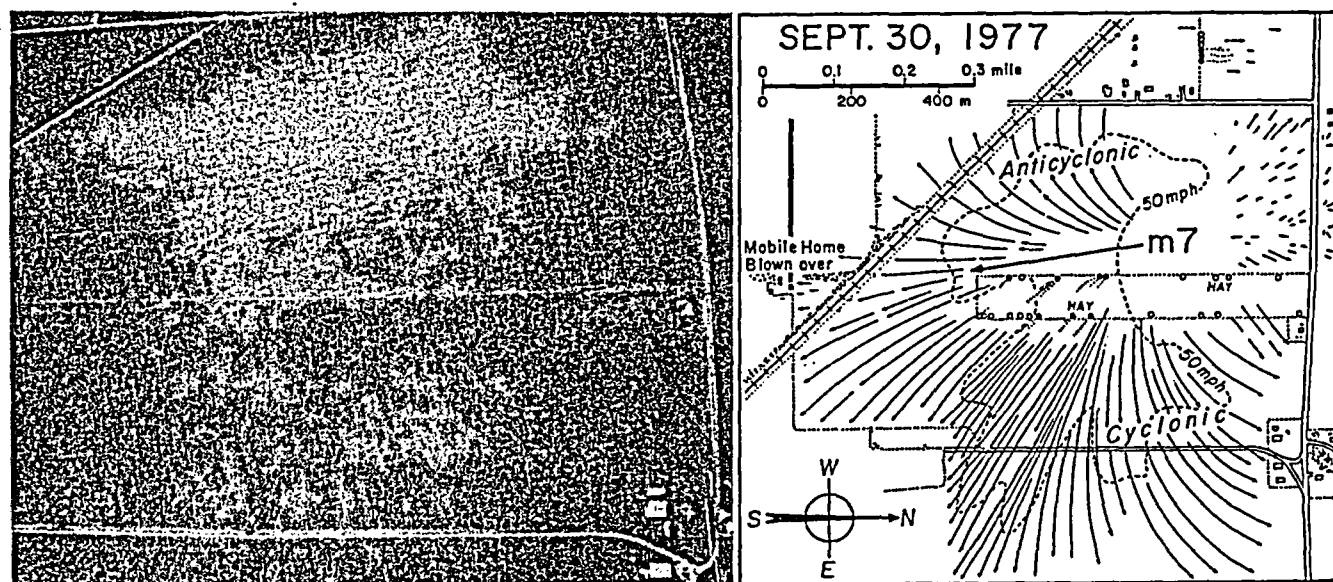 SEPT. 30, 1977
0 0.1 0.2 0.3 mile
0 200 400 m
Anticyclonic
50mph
m7
Mobile Home
Blown over
HAY
HAY
50mph
Cyclonic
W
S N
E